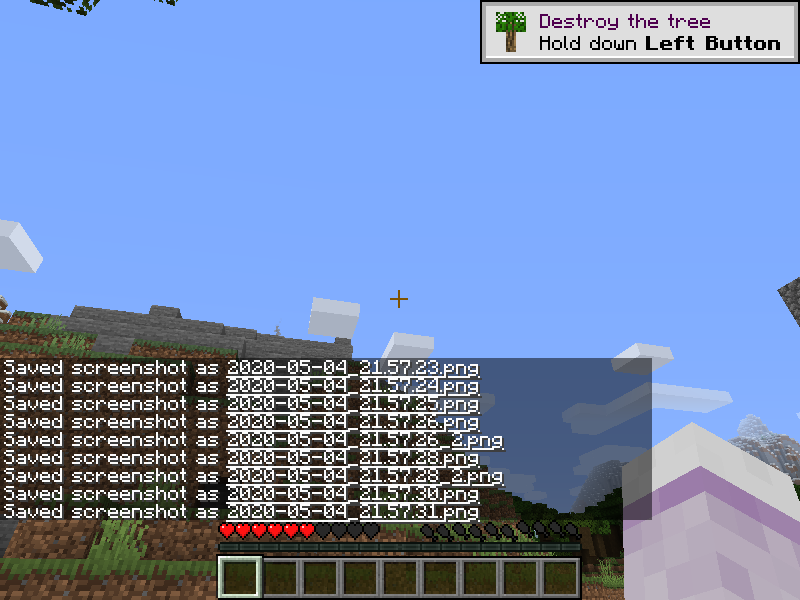 Destroy the tree
Hold down Left Button
Saved screenshot as 2020-05-04_21.57.23.png
Saved screenshot as 2020-05-04_21.57.24.png
Saved screenshot as 2020-05-04_21.57.25.png
Saved screenshot as 2020-05-04_21.57.26.png
Saved screenshot as 2020-05-04_21.57.26_2.png
Saved screenshot as 2020-05-04_21.57.28.png
Saved screenshot as 2020-05-04_21.57.28_2.png
Saved screenshot as 2020-05-04_21.57.30.png
Saved screenshot as 2020-05-04_21.57.31.png